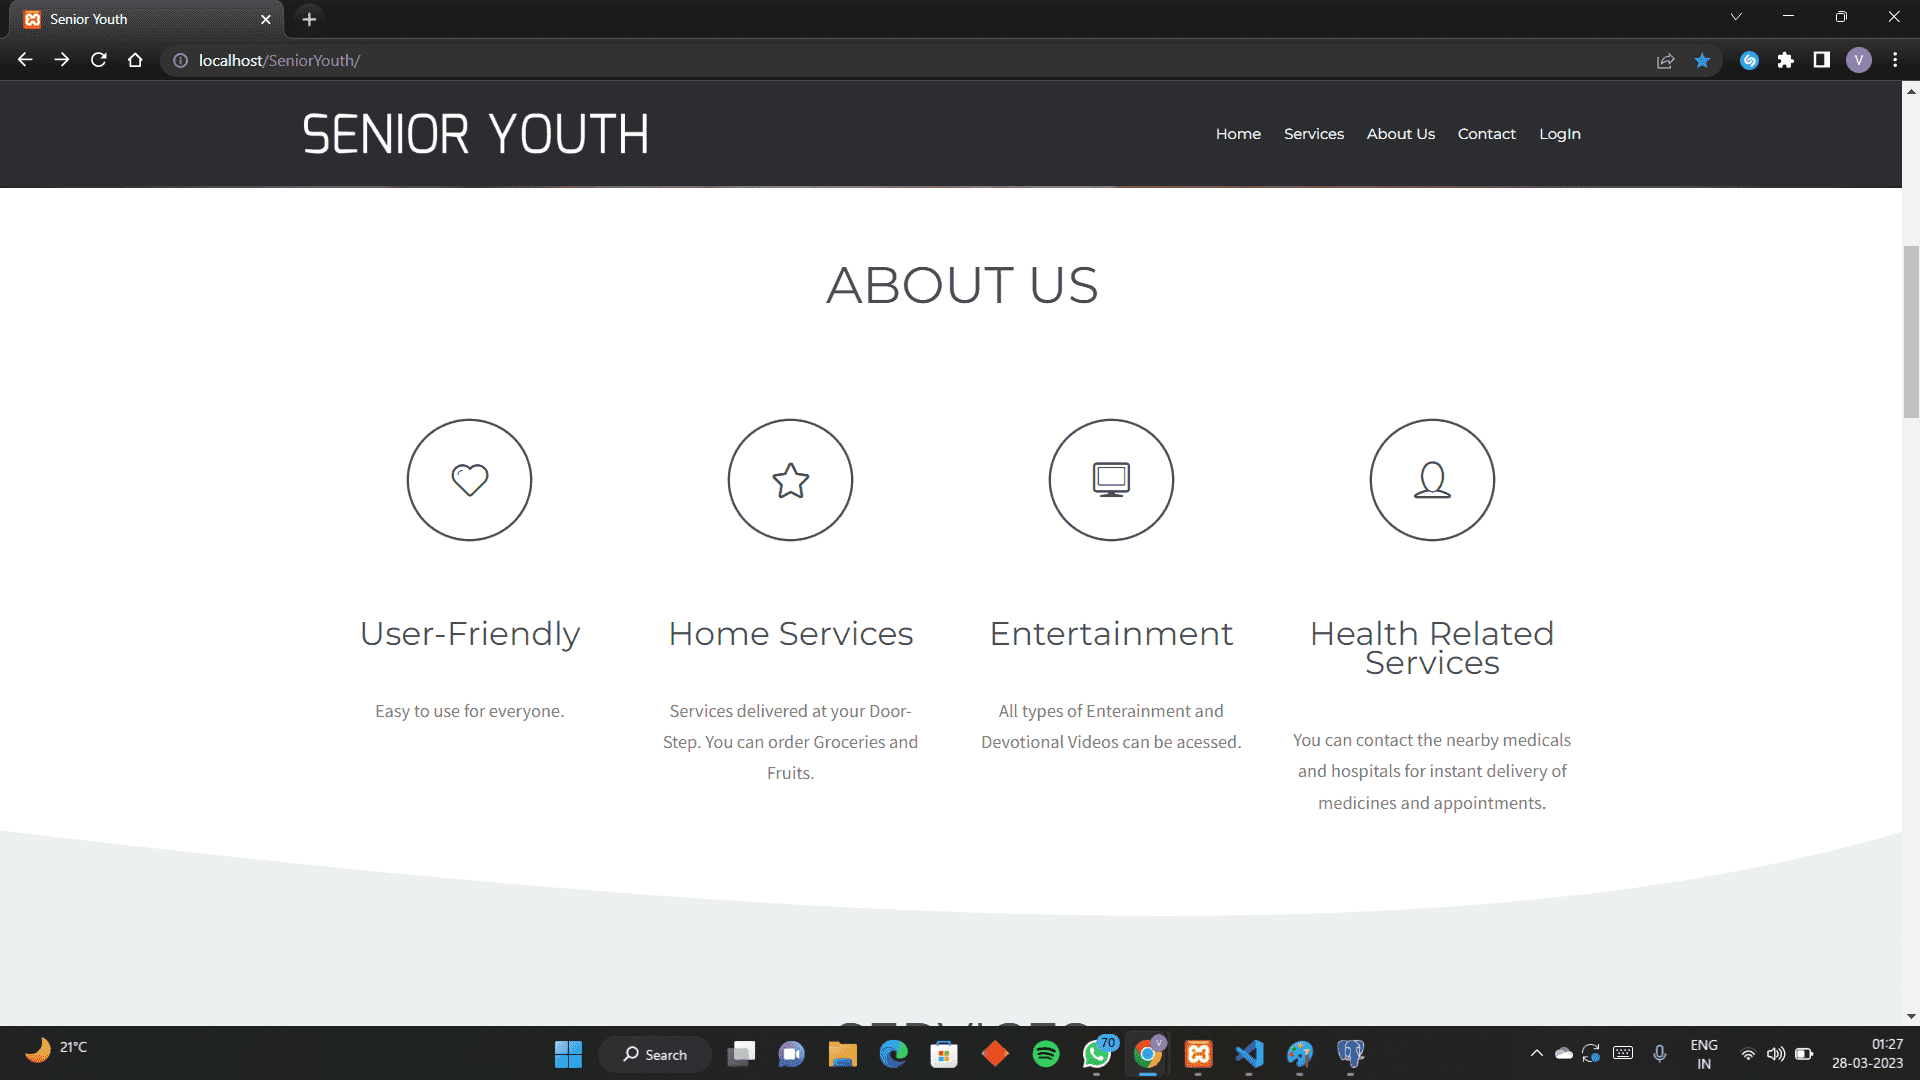 Senior Youth
localhost/SeniorYouth/
V
SENIOR YOUTH
Home Services About Us Contact LogIn
ABOUT US
User-Friendly
Easy to use for everyone.
Home Services
Services delivered at your Door-
Step. You can order Groceries and
Fruits.
Entertainment
All types of Enterainment and
Devotional Videos can be acessed.
Health Related
Services
You can contact the nearby medicals
and hospitals for instant delivery of
medicines and appointments.
SERVICES
21°C
Search
70
V
ENG
IN
01:27
28-03-2023